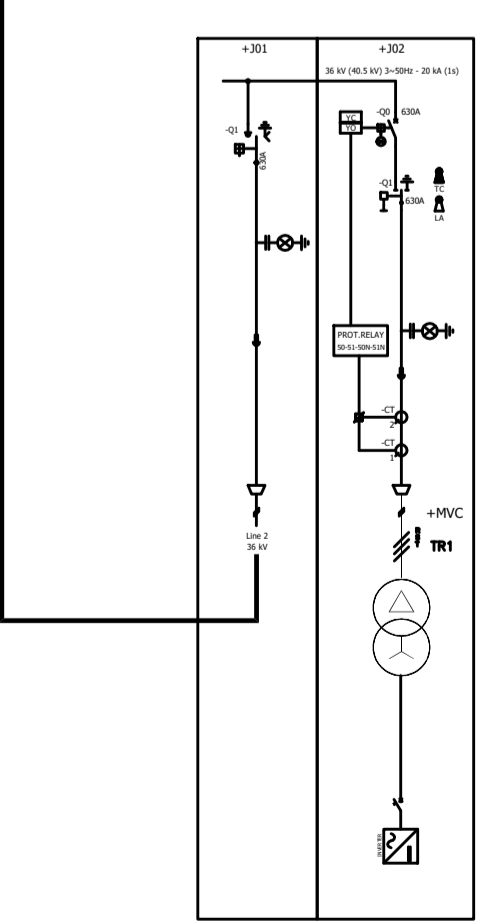 +J01
+J02
36 kV (40.5 kV) 3~50Hz - 20 kA (1s)
-Q0
630A
YC
YO
-Q1
630A
-Q1
630A
TC
LA
PROT.RELAY
50-51-50N-51N
-CT
2
-CT
1
+MVC
TR1
Line 2
36 kV
INVERTER